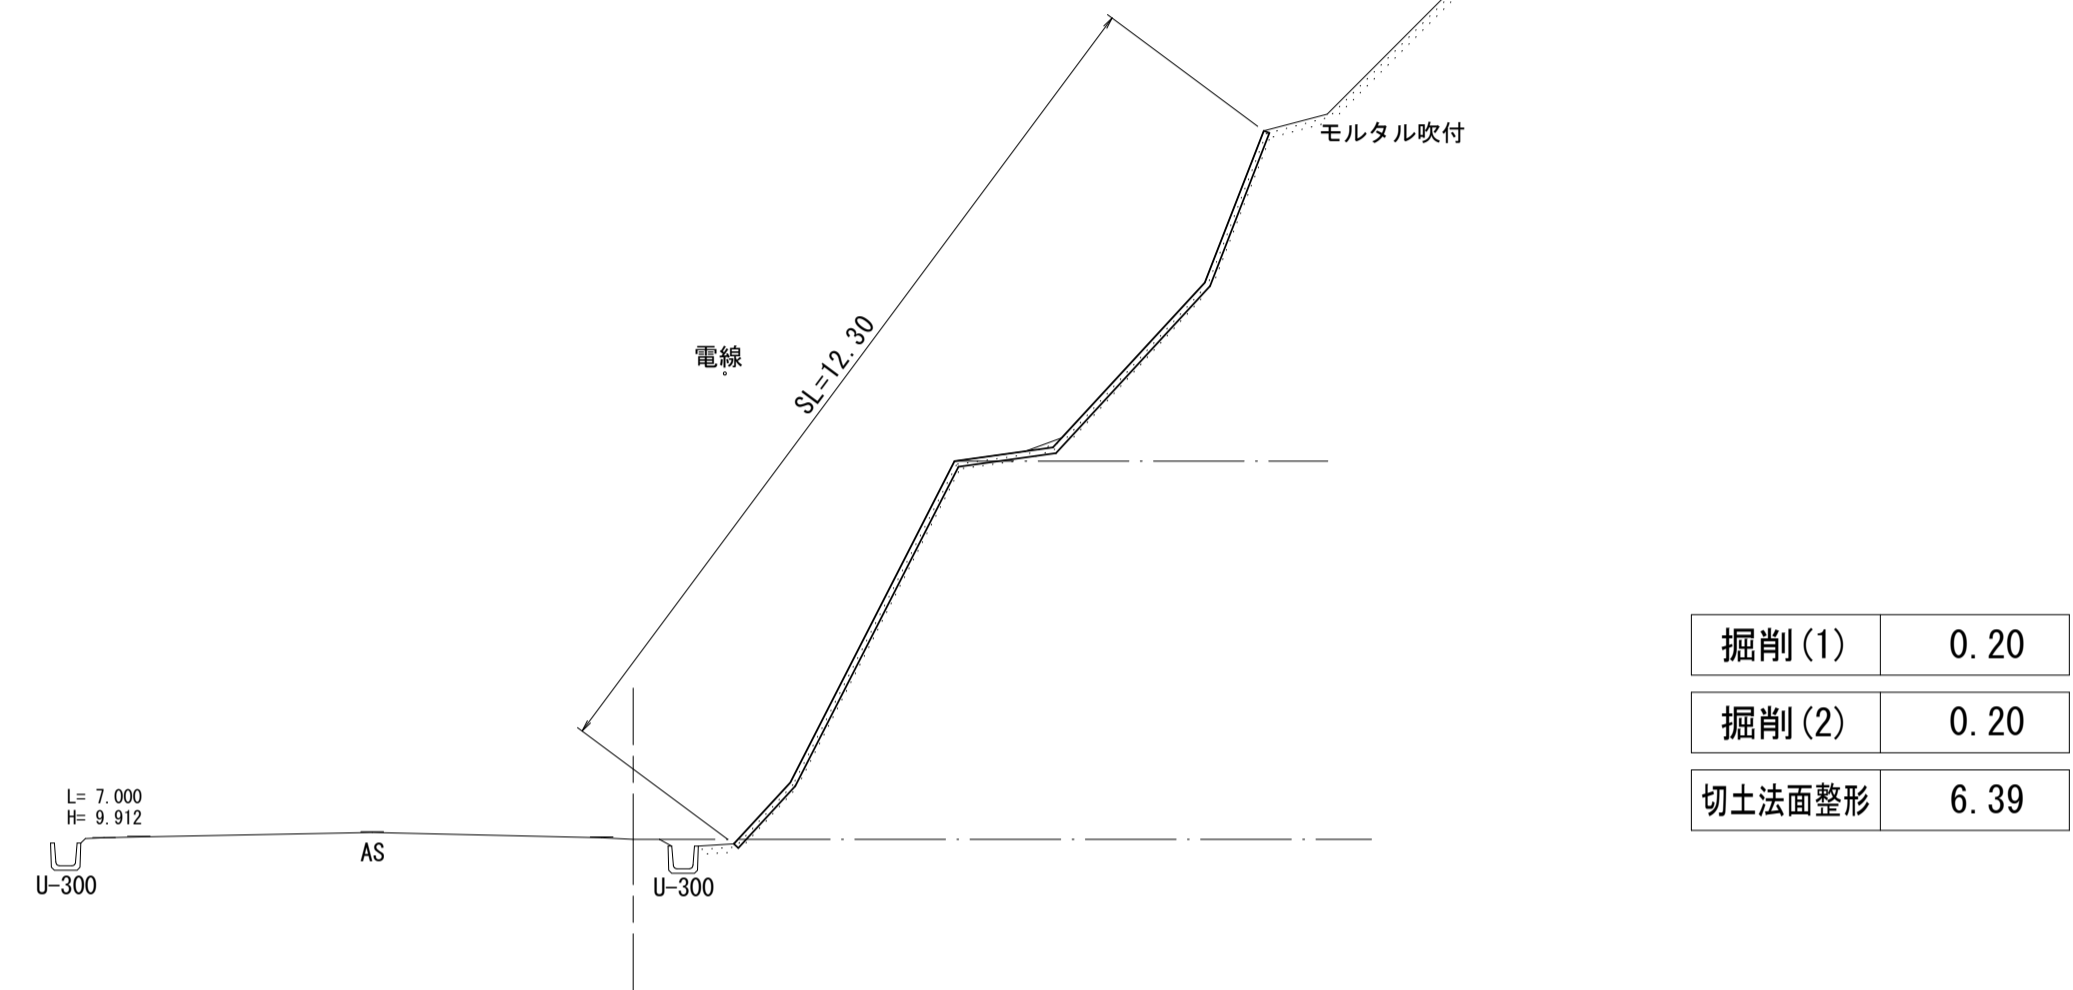 モルタル吹付
電線
SL=12.30
掘削(1) 0.20
掘削(2) 0.20
切土法面整形 6.39
L= 7.000
H= 9.912
AS
U-300
U-300